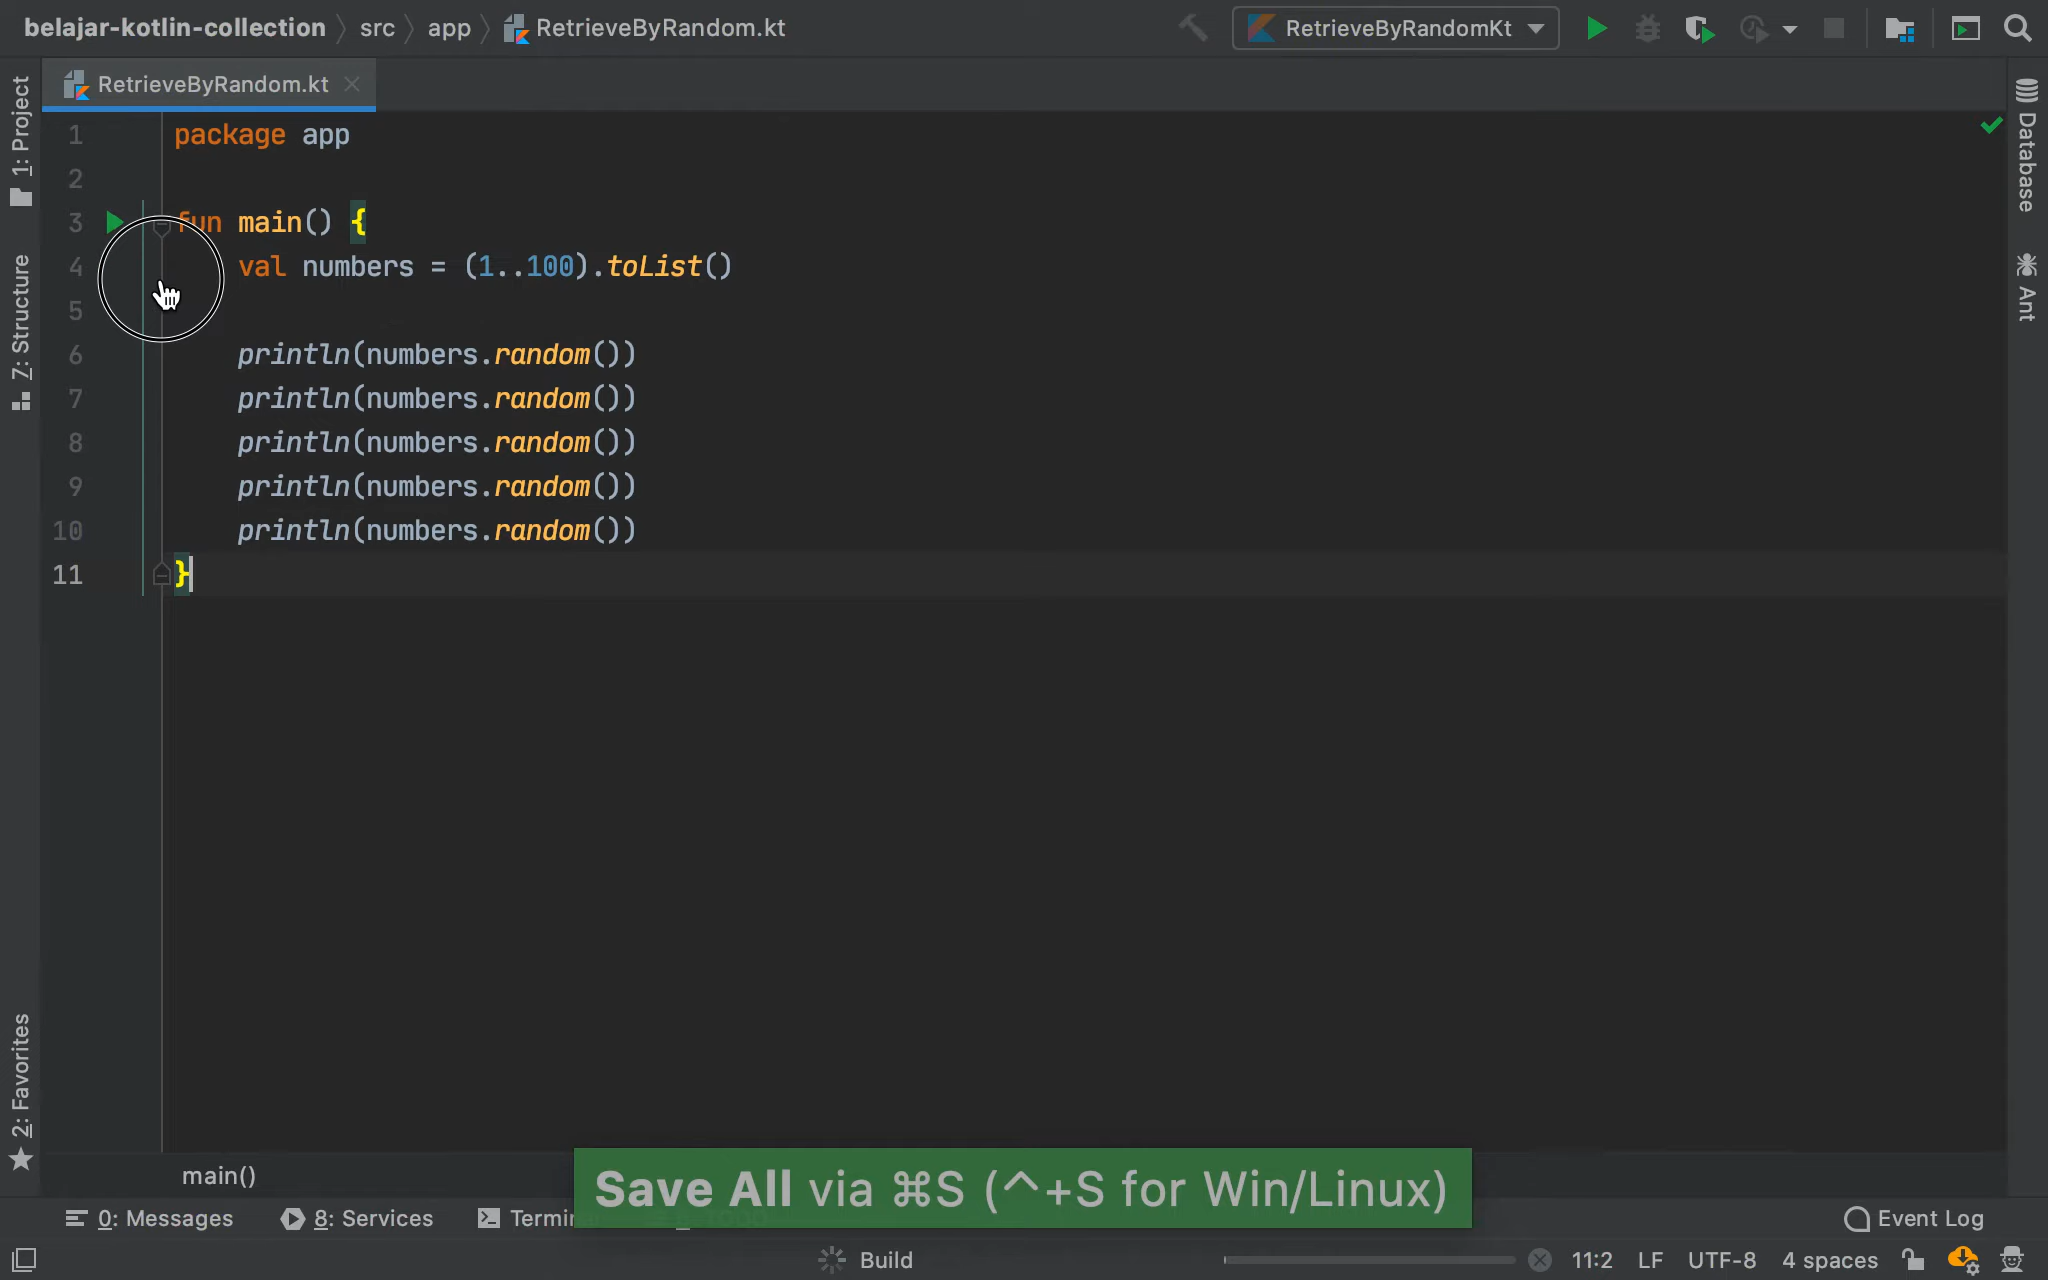 belajar-kotlin-collection src app RetrieveByRandom.kt
RetrieveByRandomKt
RetrieveByRandom.kt
1: Project
7: Structure
2: Favorites
Database
Ant
1 package app
2
3 fun main() {
4 val numbers = (1..100).toList()
5
6 println(numbers.random())
7 println(numbers.random())
8 println(numbers.random())
9 println(numbers.random())
10 println(numbers.random())
11 }
main()
Save All via ⌘S (^+S for Win/Linux)
0: Messages 8: Services Termin
Event Log
Build 11:2 LF UTF-8 4 spaces